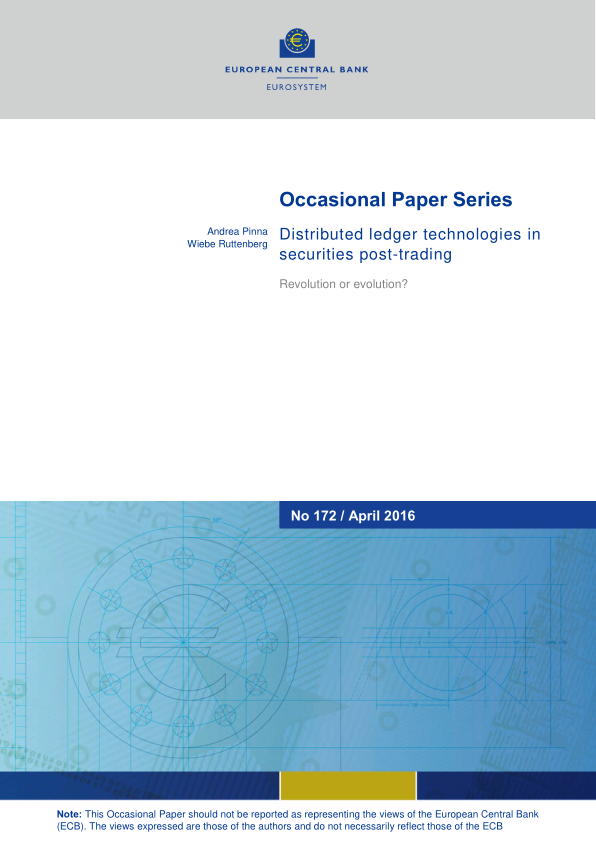 EUROPEAN CENTRAL BANK
EUROSYSTEM
Occasional Paper Series
Andrea Pinna
Wiebe Ruttenberg
Distributed ledger technologies in
securities post-trading
Revolution or evolution?
No 172 / April 2016
Note: This Occasional Paper should not be reported as representing the views of the European Central Bank
(ECB). The views expressed are those of the authors and do not necessarily reflect those of the ECB